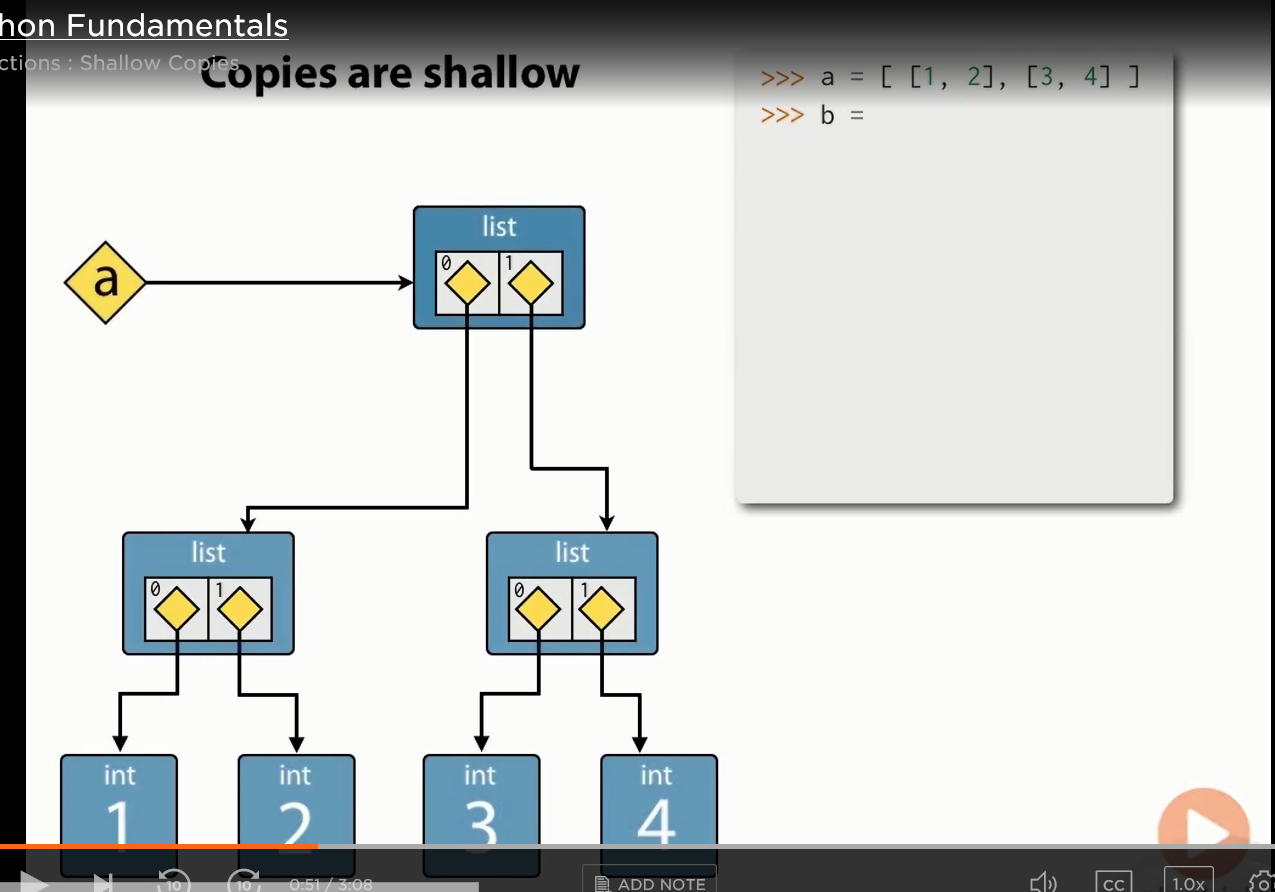 hon Fundamentals
ctions : Shallow Copies
Copies are shallow
>>> a = [ [1, 2], [3, 4] ]
>>> b =
list
0 1
a
list
0 1
list
0 1
int
1
int
2
int
3
int
4
10
10
0:51 / 3:08
ADD NOTE
CC
1.0x